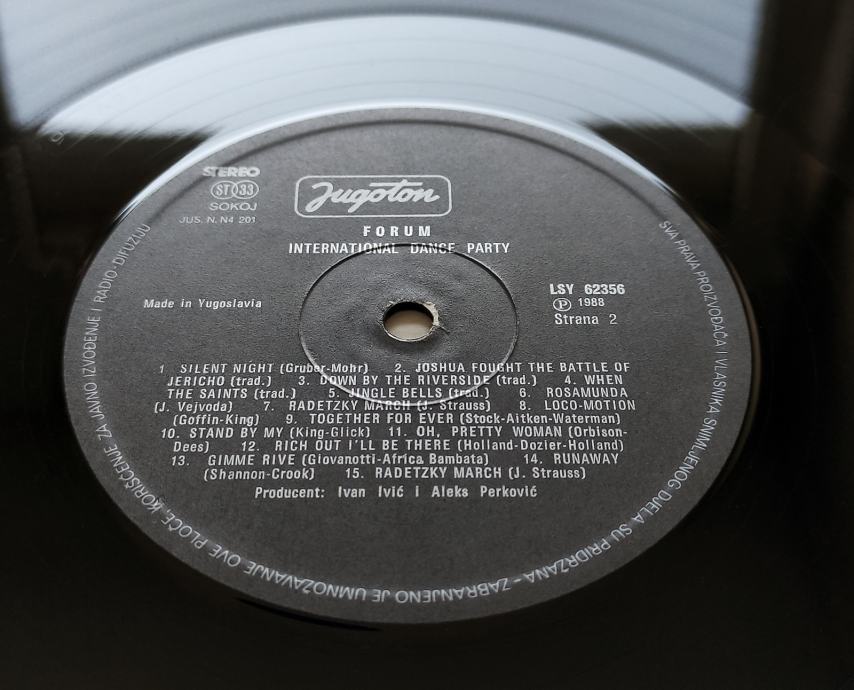 STEREO
ST 33
SOKOJ
JUS. N. N4 201
Jugoton
FORUM
INTERNATIONAL DANCE PARTY
Made in Yugoslavia
LSY 62356
Ⓟ 1988
Strana 2
1 SILENT NIGHT (Gruber-Mohr) 2. JOSHUA FOUGHT THE BATTLE OF
JERICHO (trad.) 3. DOWN BY THE RIVERSIDE (trad.) 4. WHEN
THE SAINTS (trad.) 5. JINGLE BELLS (trad.) 6. ROSAMUNDA
(J. Vejvoda) 7. RADETZKY MARCH (J. Strauss) 8. LOCO-MOTION
(Goffin-King) 9. TOGETHER FOR EVER (Stock-Aitken-Waterman)
10. STAND BY MY (King-Glick) 11. OH, PRETTY WOMAN (Orbison-
Dees) 12. RICH OUT I'LL BE THERE (Holland-Dozier-Holland)
13. GIMME RIVE (Giovanotti-Africa Bambata) 14. RUNAWAY
(Shannon-Crook) 15. RADETZKY MARCH (J. Strauss)
Producent: Ivan Ivić i Aleks Perković
SVA PRAVA PROIZVOĐAČA I VLASNIKA SNIMLJENOG DJELA SU PRIDRŽANA - ZABRANJENO JE UMNOŽAVANJE OVE PLOČE, KORIŠĆENJE ZA JAVNO IZVOĐENJE I RADIO-DIFUZIJU